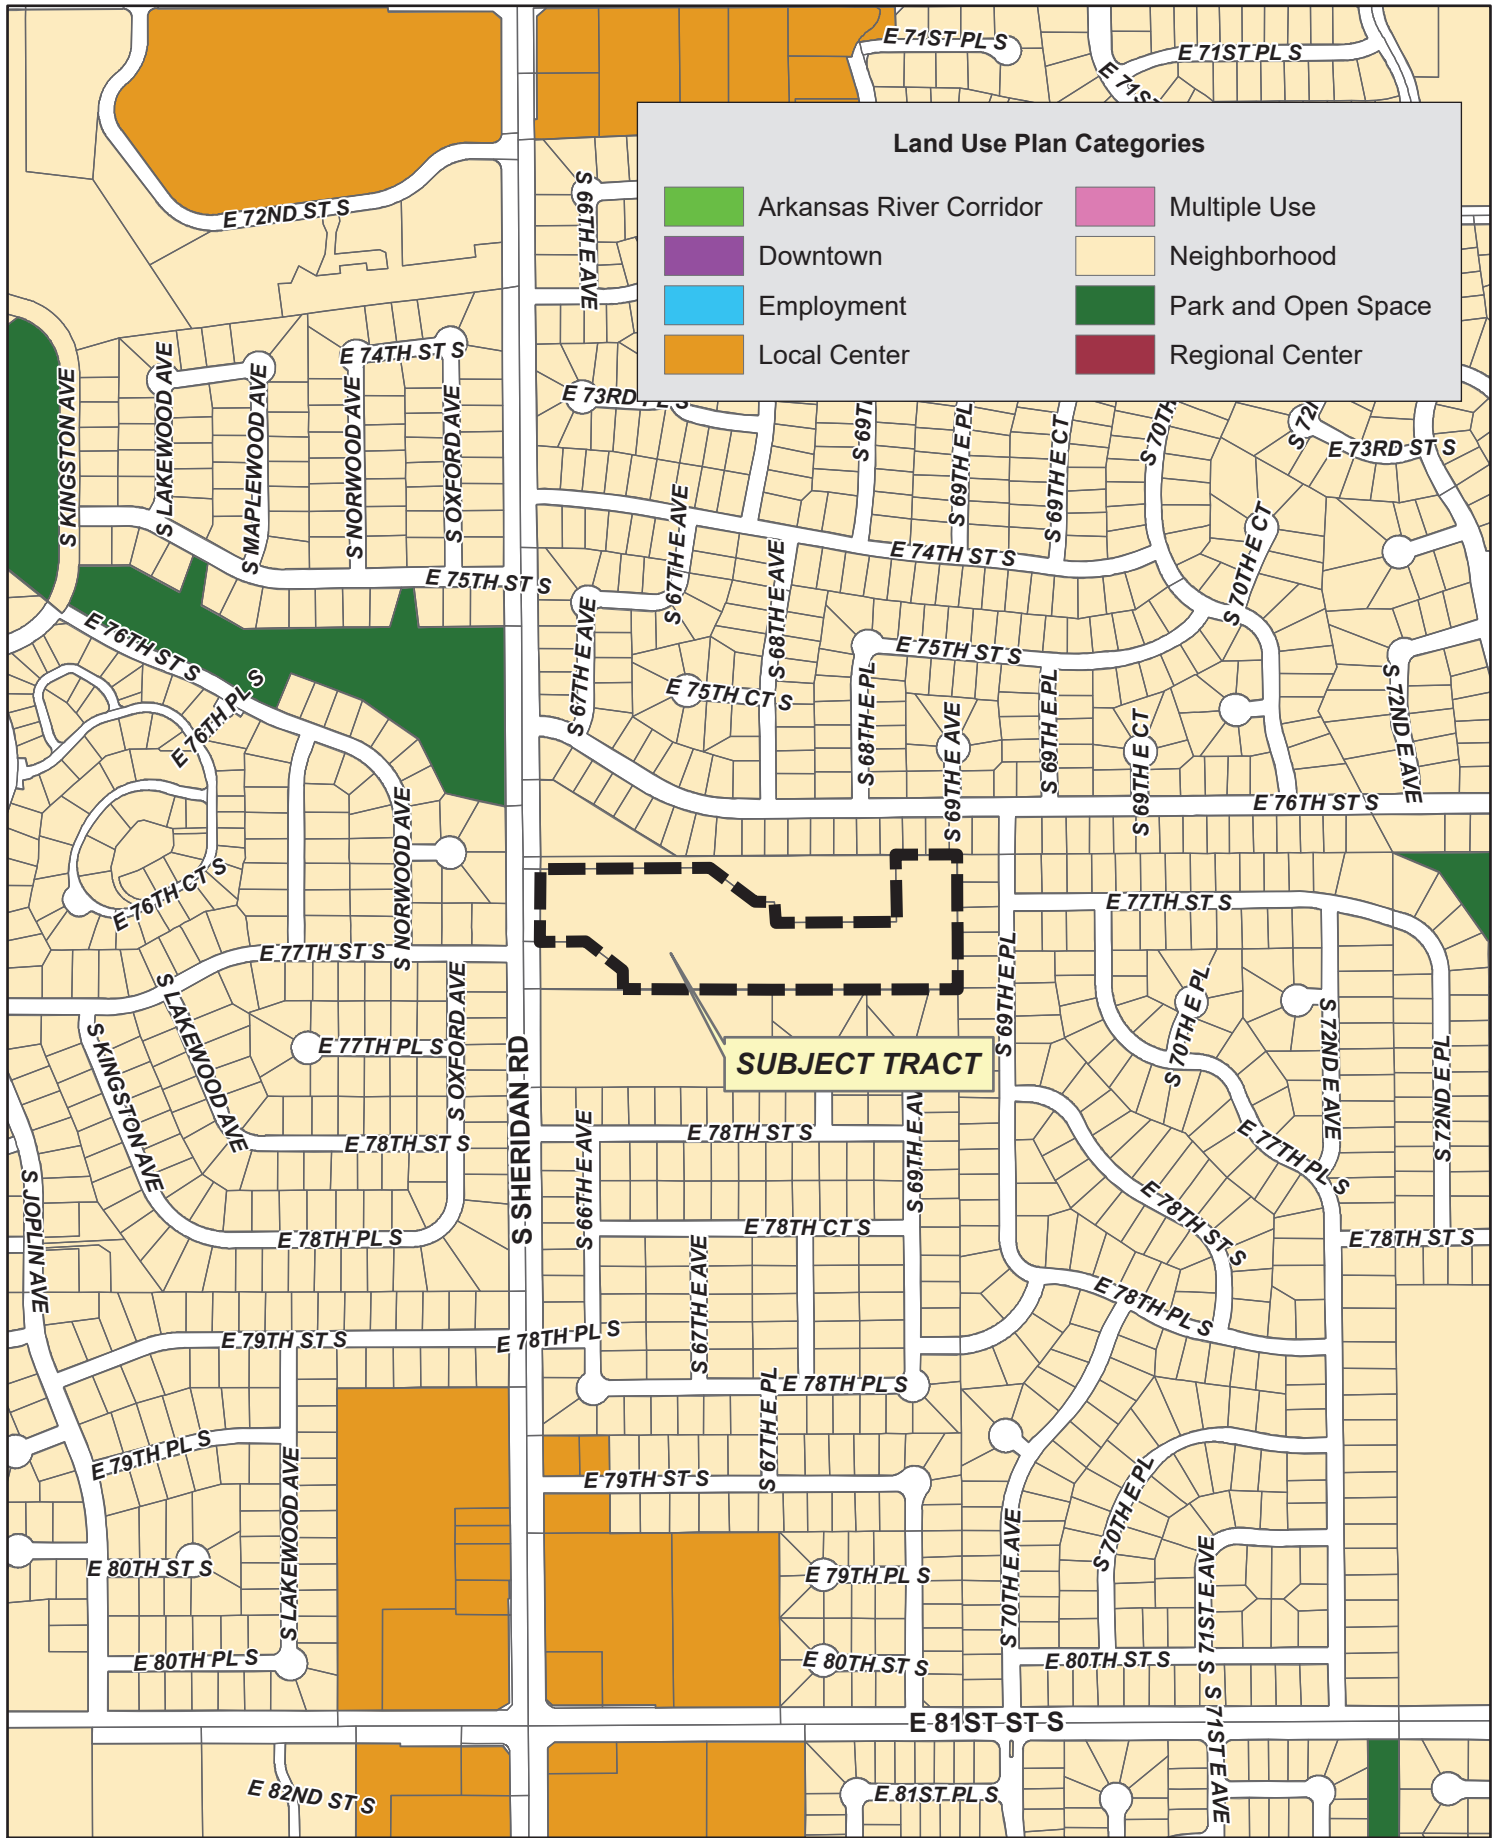 E 71ST PL S
E 71ST PL S
E 71ST
Land Use Plan Categories
Arkansas River Corridor
Downtown
Employment
Local Center
Multiple Use
Neighborhood
Park and Open Space
Regional Center
E 72ND ST S
S 66TH E AVE
S KINGSTON AVE
S LAKEWOOD AVE
S MAPLEWOOD AVE
E 74TH ST S
S NORWOOD AVE
S OXFORD AVE
E 73RD PL S
S 69TH
S 69TH E PL
S 69TH E CT
S 70TH
E 73RD ST S
S 67TH E AVE
E 74TH ST S
S 70TH E CT
E 75TH ST S
S 67TH E AVE
S 68TH E AVE
E 75TH ST S
E 76TH ST S
E 76TH PL S
E 75TH CT S
S 68TH E PL
S 69TH E AVE
S 69TH E PL
S 69TH E CT
S 72ND E AVE
E 76TH ST S
S NORWOOD AVE
E 76TH CT S
E 77TH ST S
E 77TH ST S
S LAKEWOOD AVE
S OXFORD AVE
S 69TH E PL
S 70TH E PL
S 72ND E AVE
S 72ND E PL
S KINGSTON AVE
E 77TH PL S
S SHERIDAN RD
SUBJECT TRACT
E 78TH ST S
S 66TH E AVE
E 78TH ST S
S 69TH E AV
E 77TH PL S
S JOPLIN AVE
E 78TH PL S
E 78TH CT S
S 67TH E AVE
E 78TH ST S
E 78TH ST S
E 78TH PL S
E 79TH ST S
E 78TH PL S
E 78TH PL S
S 67TH E PL
E 79TH PL S
E 79TH ST S
S LAKEWOOD AVE
S 70TH E PL
S 70TH E AVE
S 71ST E AVE
E 80TH ST S
E 79TH PL S
E 80TH PL S
E 80TH ST S
E 80TH ST S
E 81ST ST S
S 71ST E AVE
E 82ND ST S
E 81ST PL S